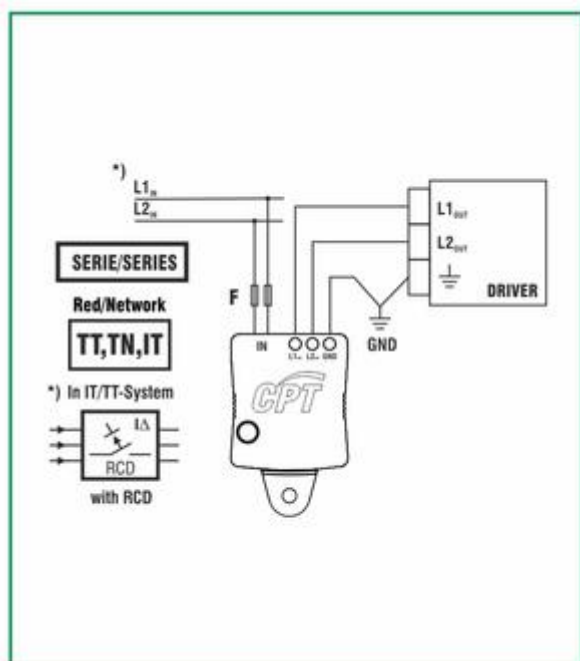 *)
L1IN
L2IN
L1OUT
L2OUT
DRIVER
SERIE/SERIES
Red/Network
TT,TN,IT
F
IN
GND
GND
CPT
*) In IT/TT-System
I∆
RCD
with RCD